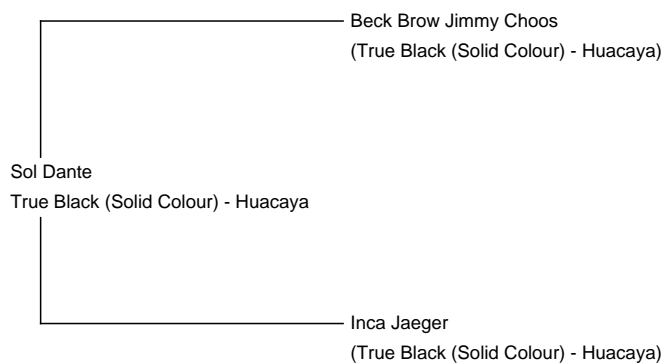 Beck Brow Jimmy Choos
(True Black (Solid Colour) - Huacaya)
Sol Dante
True Black (Solid Colour) - Huacaya
Inca Jaeger
(True Black (Solid Colour) - Huacaya)